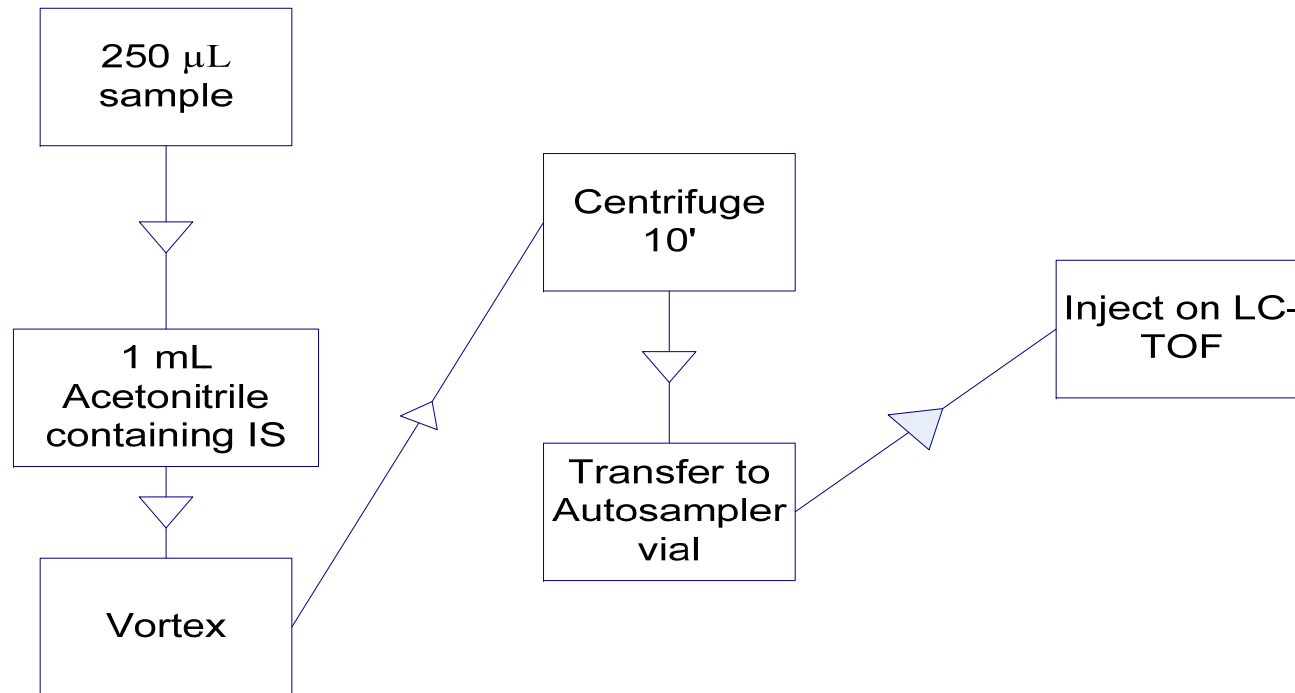 250 μL
sample
1 mL
Acetonitrile
containing IS
Vortex
Centrifuge
10'
Transfer to
Autosampler
vial
Inject on LC-
TOF